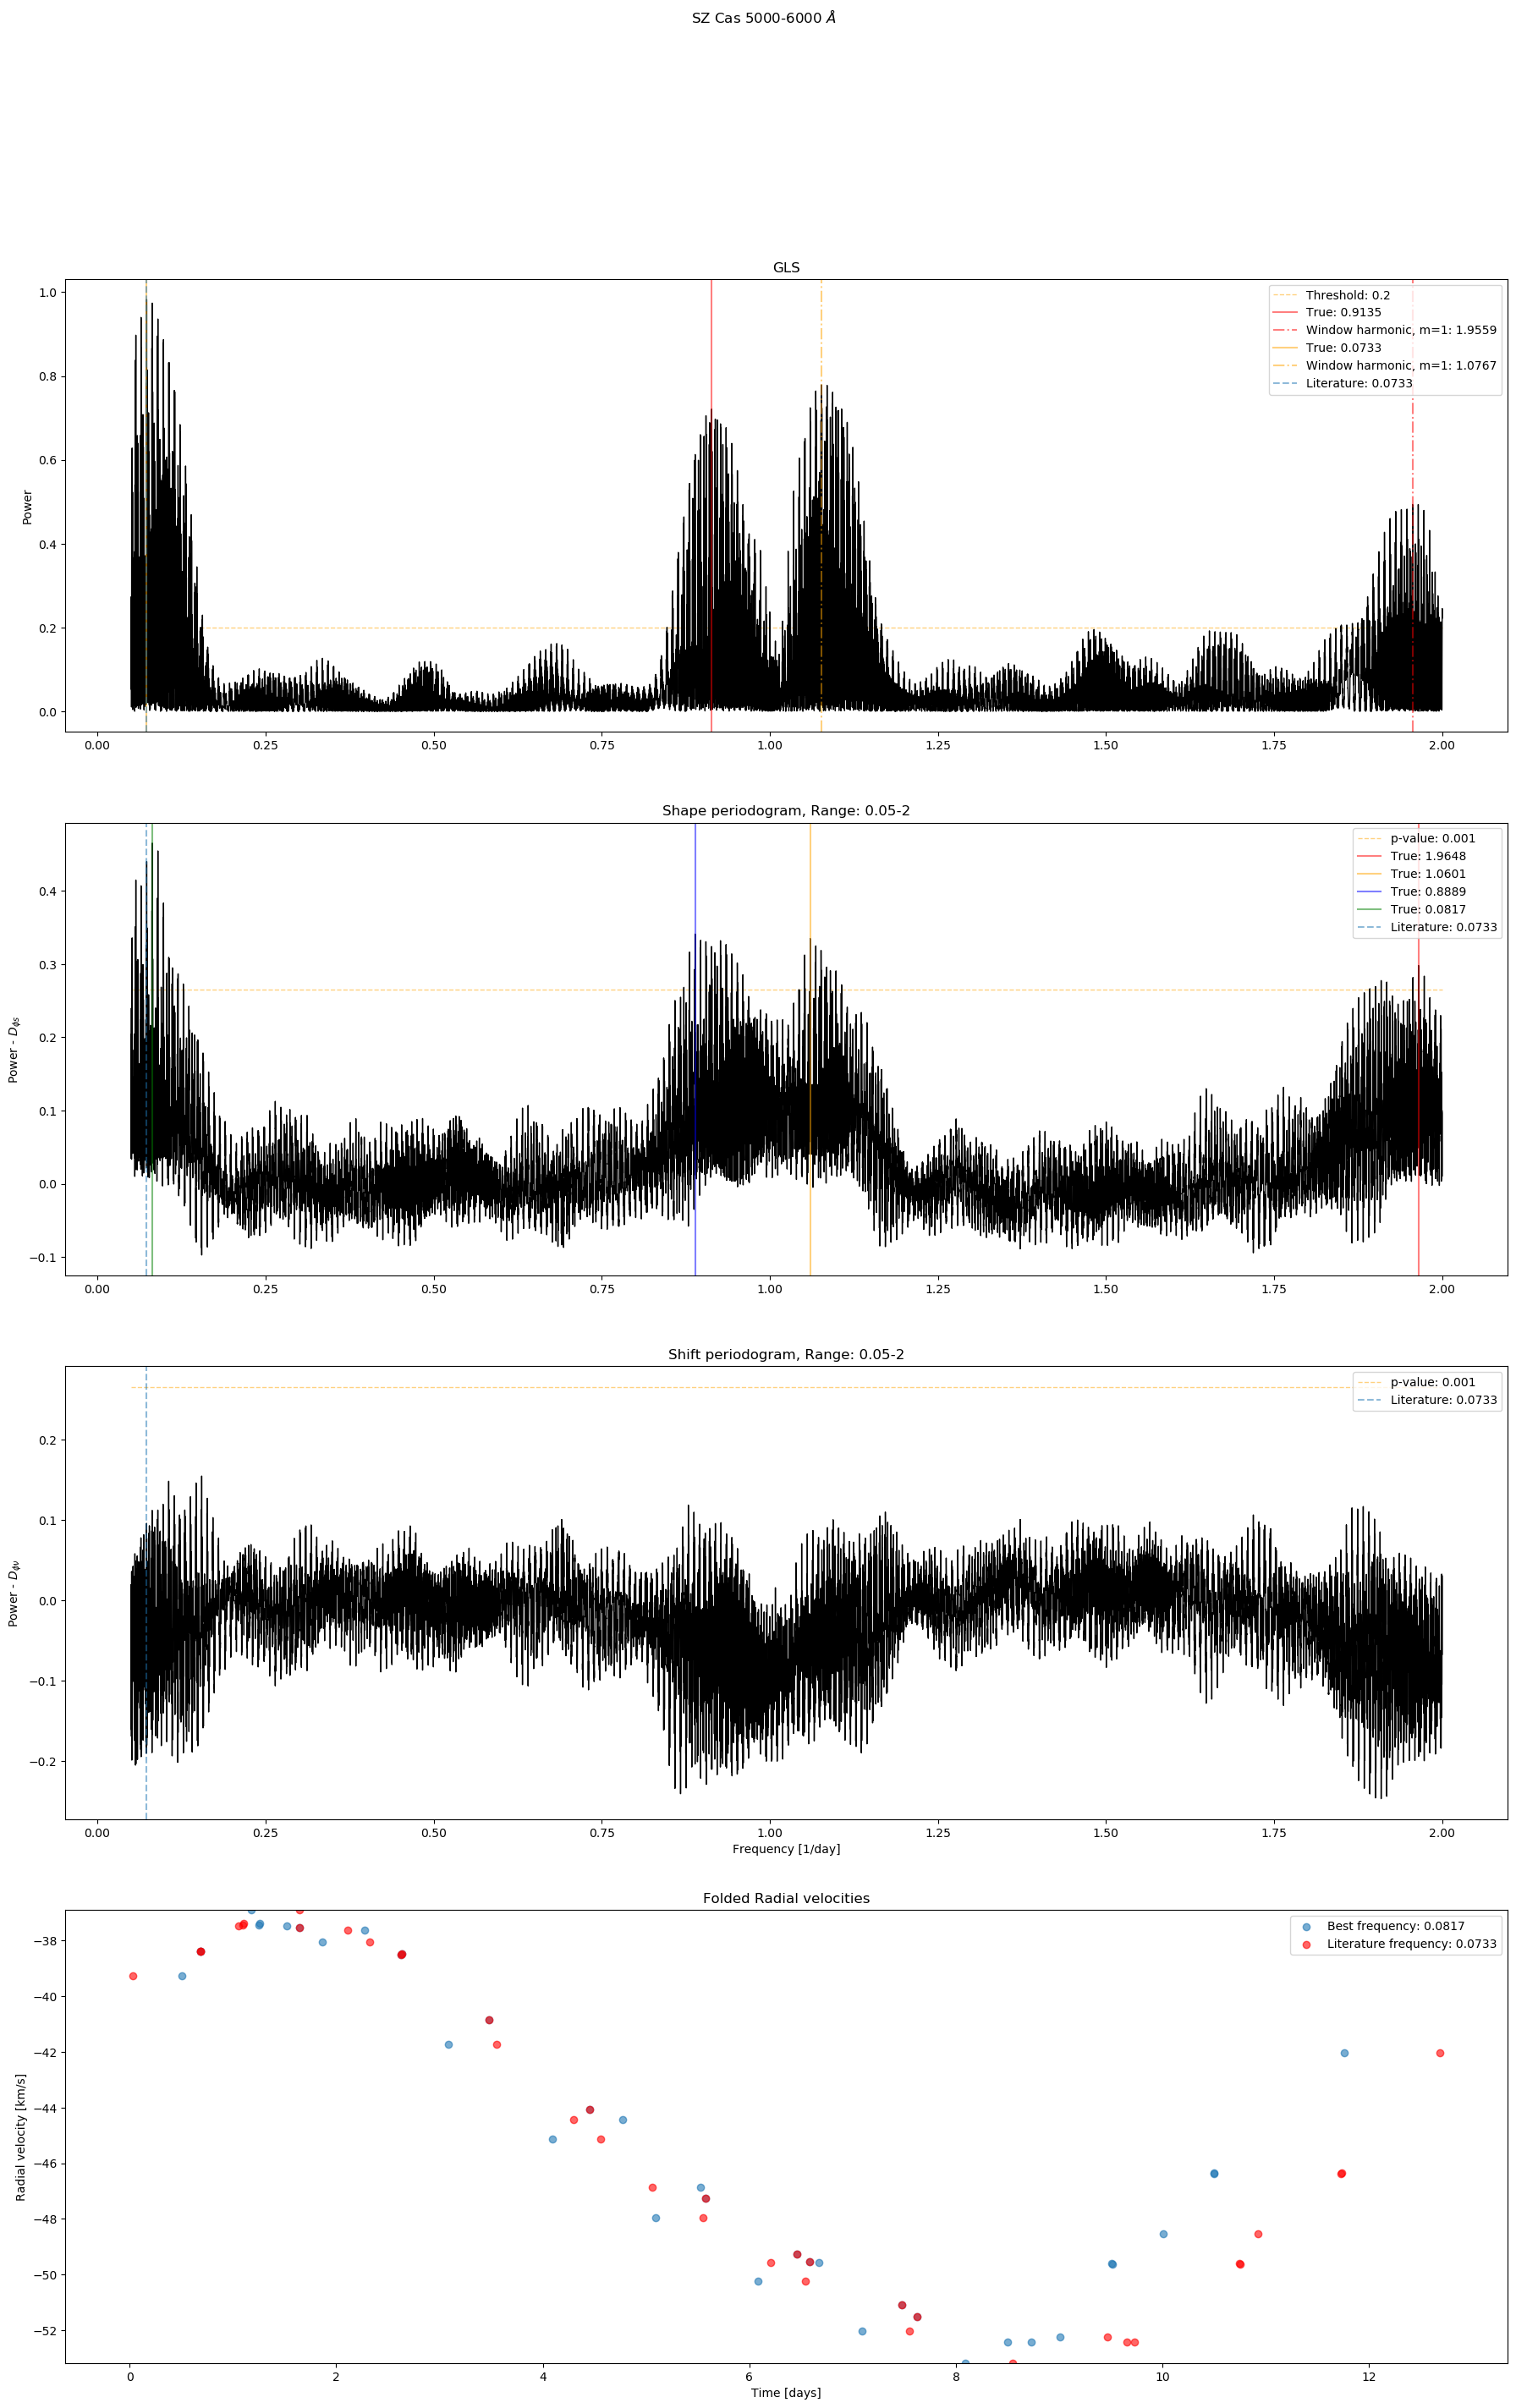 SZ Cas 5000-6000 Å
GLS
Power
1.0
0.8
0.6
0.4
0.2
0.0
Threshold: 0.2
True: 0.9135
Window harmonic, m=1: 1.9559
True: 0.0733
Window harmonic, m=1: 1.0767
Literature: 0.0733
0.00 0.25 0.50 0.75 1.00 1.25 1.50 1.75 2.00
Shape periodogram, Range: 0.05-2
Power - Dϕs
0.4
0.3
0.2
0.1
0.0
−0.1
p-value: 0.001
True: 1.9648
True: 1.0601
True: 0.8889
True: 0.0817
Literature: 0.0733
0.00 0.25 0.50 0.75 1.00 1.25 1.50 1.75 2.00
Shift periodogram, Range: 0.05-2
Power - Dϕv
0.2
0.1
0.0
−0.1
−0.2
p-value: 0.001
Literature: 0.0733
0.00 0.25 0.50 0.75 1.00 1.25 1.50 1.75 2.00
Frequency [1/day]
Folded Radial velocities
Radial velocity [km/s]
−38
−40
−42
−44
−46
−48
−50
−52
Best frequency: 0.0817
Literature frequency: 0.0733
0 2 4 6 8 10 12
Time [days]